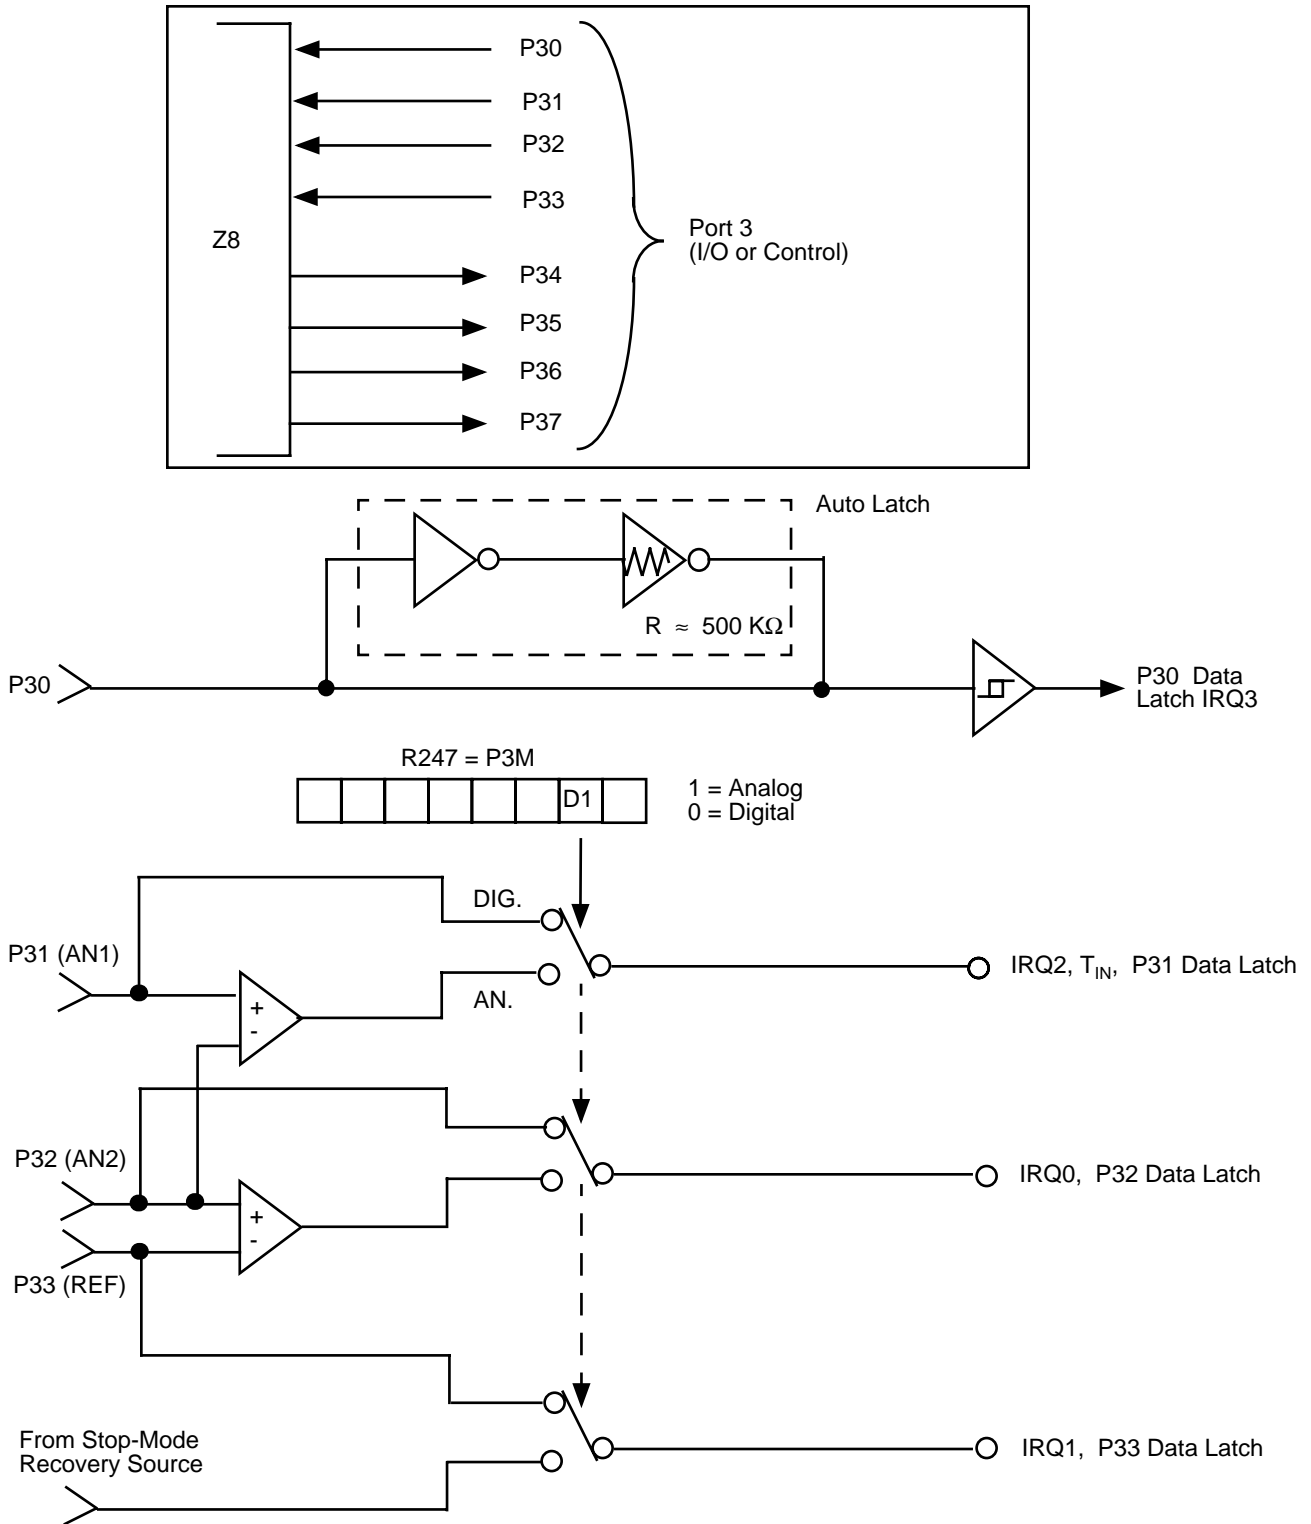 P30
P31
P32
P33
Z8
Port 3
(I/O or Control)
P34
P35
P36
P37
Auto Latch
R ≈ 500 KΩ
P30
P30 Data
Latch IRQ3
R247 = P3M
D1
1 = Analog
0 = Digital
DIG.
P31 (AN1)
IRQ2, TIN, P31 Data Latch
AN.
+
-
P32 (AN2)
IRQ0, P32 Data Latch
+
-
P33 (REF)
From Stop-Mode
Recovery Source
IRQ1, P33 Data Latch